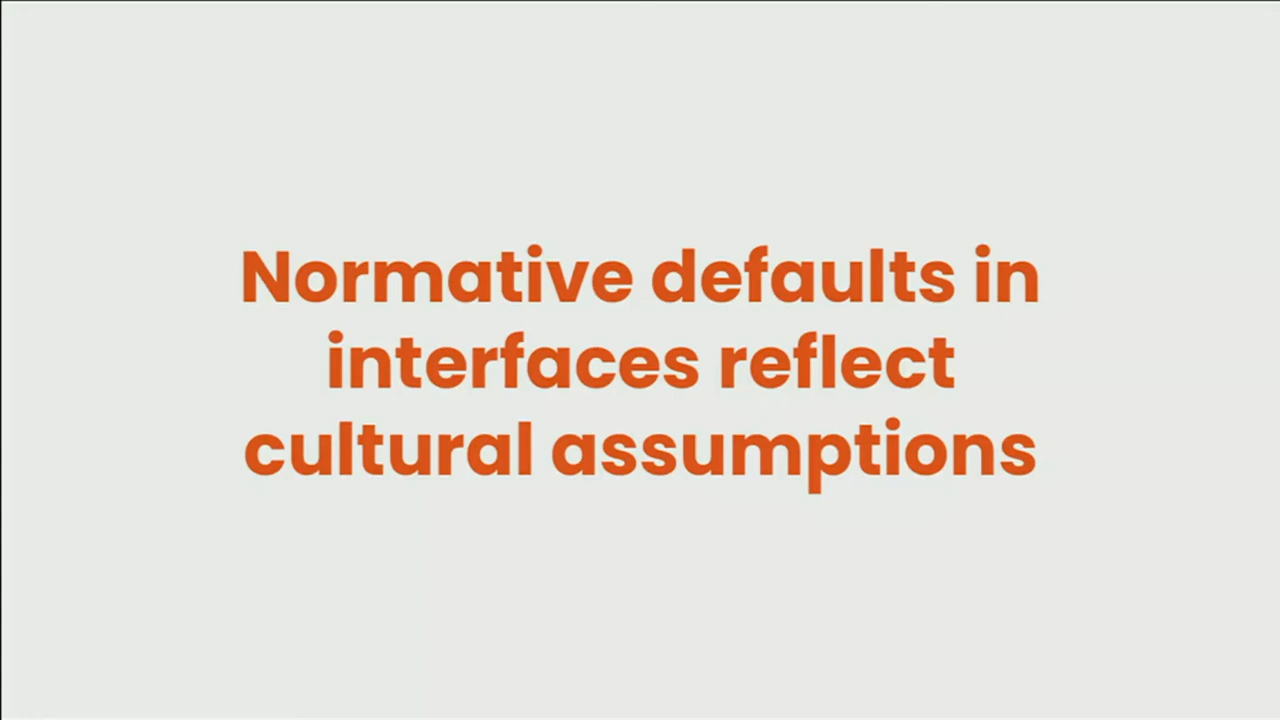 Normative defaults in
interfaces reflect
cultural assumptions